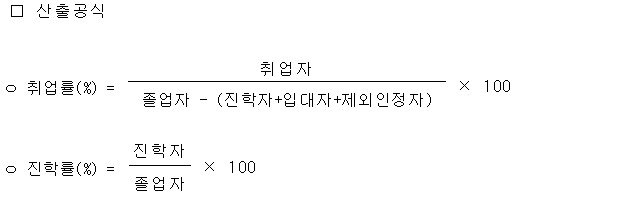 □ 산출공식
취업자
ㅇ 취업률(%) = ─────── × 100
졸업자 - (진학자+입대자+제외인정자)
진학자
ㅇ 진학률(%) = ─── × 100
졸업자